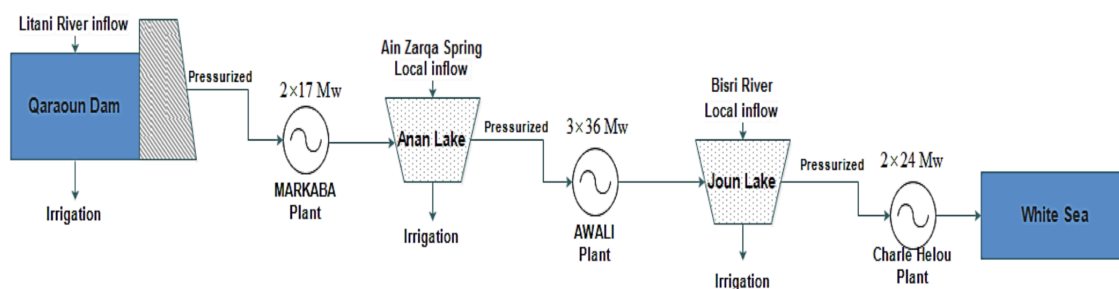 Litani River inflow
Qaraoun Dam
Irrigation
Pressurized
2×17 Mw
MARKABA
Plant
Ain Zarqa Spring
Local inflow
Anan Lake
Irrigation
Pressurized
3×36 Mw
AWALI
Plant
Bisri River
Local inflow
Joun Lake
Irrigation
Pressurized
2×24 Mw
Charle Helou
Plant
White Sea